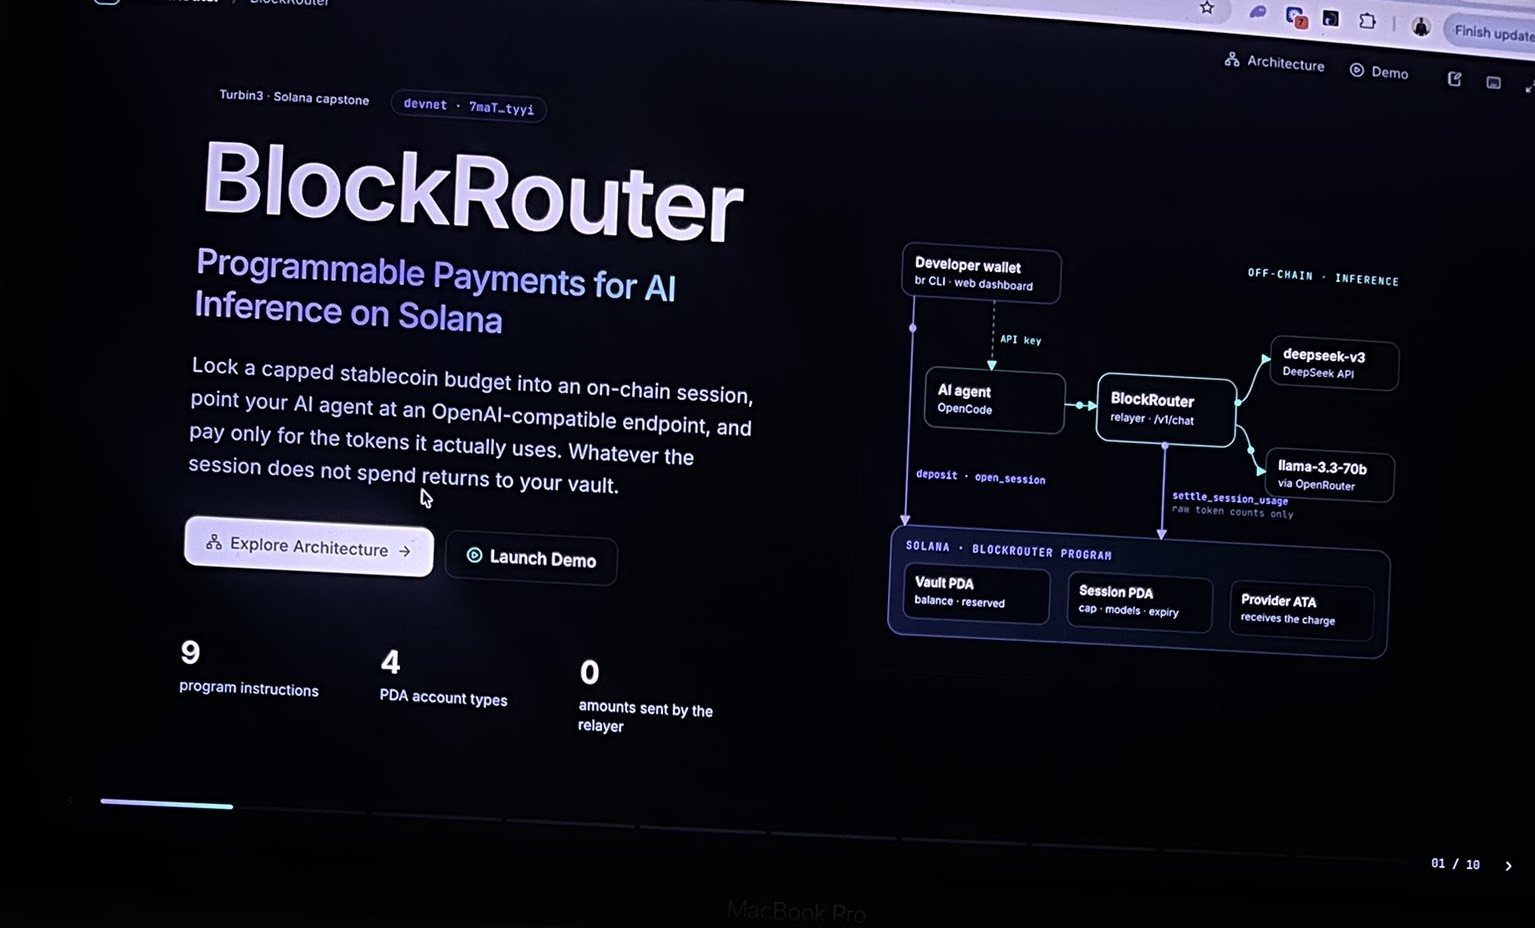 BlockRouter
Finish update
Architecture
Demo
Turbin3 · Solana capstone
devnet · 7maT…tyyi
BlockRouter
Programmable Payments for AI
Inference on Solana
Lock a capped stablecoin budget into an on-chain session,
point your AI agent at an OpenAI-compatible endpoint, and
pay only for the tokens it actually uses. Whatever the
session does not spend returns to your vault.
Explore Architecture →
Launch Demo
9
program instructions
4
PDA account types
0
amounts sent by the
relayer
Developer wallet
br CLI · web dashboard
OFF-CHAIN · INFERENCE
API key
deepseek-v3
DeepSeek API
AI agent
OpenCode
BlockRouter
relayer · /v1/chat
llama-3.3-70b
via OpenRouter
deposit · open_session
settle_session_usage
raw token counts only
SOLANA · BLOCKROUTER PROGRAM
Vault PDA
balance · reserved
Session PDA
cap · models · expiry
Provider ATA
receives the charge
01 / 10
MacBook Pro